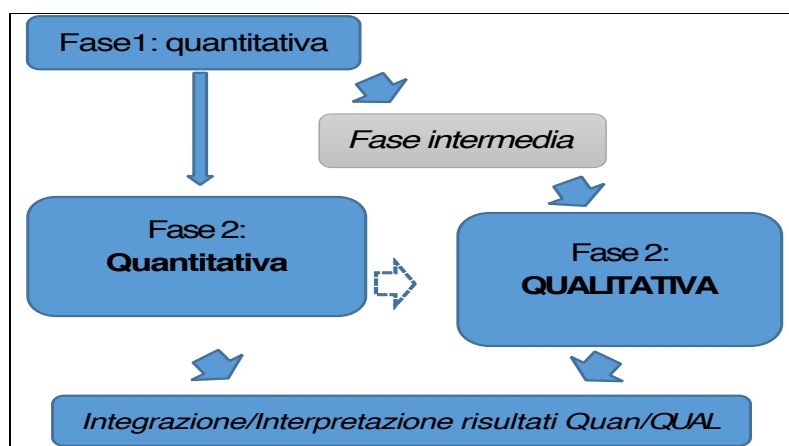 Fase1: quantitativa
Fase intermedia
Fase 2:
Quantitativa
Fase 2:
QUALITATIVA
Integrazione/Interpretazione risultati Quan/QUAL